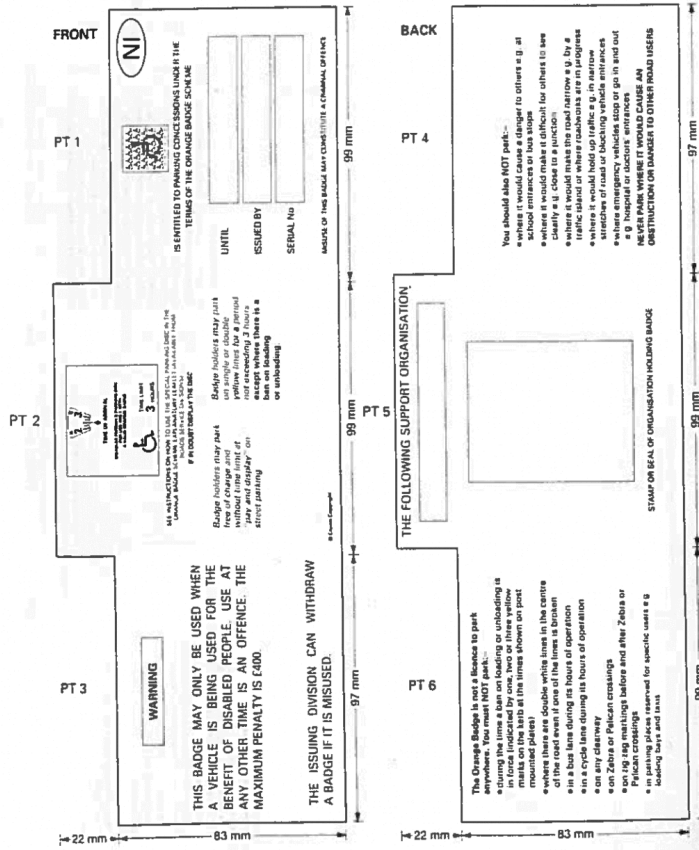 FRONT
PT 1
NI
IS ENTITLED TO PARKING CONCESSIONS UNDER THE
TERMS OF THE ORANGE BADGE SCHEME
UNTIL
ISSUED BY
SERIAL No
MISUSE OF THIS BADGE MAY CONSTITUTE A CRIMINAL OFFENCE
99 mm
PT 2
TIME OF ARRIVAL
TIME LIMIT
3 HOURS
SEE INSTRUCTIONS ON HOW TO USE THE SPECIAL PARKING DISC IN THE
IF IN DOUBT DISPLAY THE DISC
Badge holders may park
free of charge and
without time limit at
"pay and display" on
street parking
Badge holders may park
on single or double
yellow lines for a period
not exceeding 3 hours
except where there is a
ban on loading
or unloading.
© Crown Copyright
99 mm
PT 3
WARNING
THIS BADGE MAY ONLY BE USED WHEN
A VEHICLE IS BEING USED FOR THE
BENEFIT OF DISABLED PEOPLE. USE AT
ANY OTHER TIME IS AN OFFENCE. THE
MAXIMUM PENALTY IS £400.
THE ISSUING DIVISION CAN WITHDRAW
A BADGE IF IT IS MISUSED.
97 mm
22 mm
83 mm
BACK
PT 4
You should also NOT park:-
• where it would cause a danger to others e.g. at
school entrances or bus stops
• where it would make it difficult for others to see
clearly e.g. close to a junction
• where it would make the road narrow e.g. by a
traffic island or where roadworks are in progress
• where it would hold up traffic e.g. in narrow
stretches of road or blocking vehicle entrances
• where emergency vehicles stop or go in and out
e.g. hospital or doctors' entrances
NEVER PARK WHERE IT WOULD CAUSE AN
OBSTRUCTION OR DANGER TO OTHER ROAD USERS
97 mm
PT 5
THE FOLLOWING SUPPORT ORGANISATION
STAMP OR SEAL OF ORGANISATION HOLDING BADGE
99 mm
PT 6
The Orange Badge is not a licence to park
anywhere. You must NOT park:-
• during the time a ban on loading or unloading is
in force (indicated by one, two or three yellow
marks on the kerb at the times shown on post
mounted plates)
• where there are double white lines in the centre
of the road even if one of the lines is broken
• in a bus lane during its hours of operation
• in a cycle lane during its hours of operation
• on any clearway
• on Zebra or Pelican crossings
• on zig-zag markings before and after Zebra or
Pelican crossings
• in parking places reserved for specific users e.g
loading bays and taxis
22 mm
83 mm